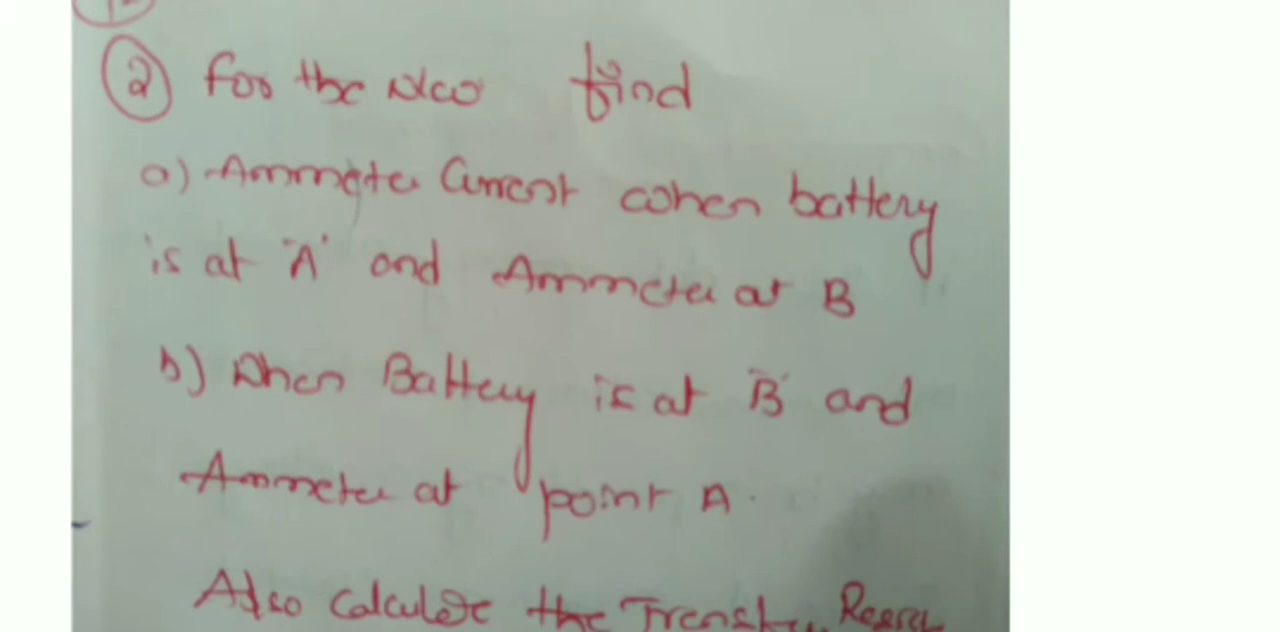 ② for the N/w find
a) Ammeter Current when battery
is at 'A' and Ammeter at B
b) When Battery is at 'B' and
Ammeter at point A.
Also calculate the Transfer